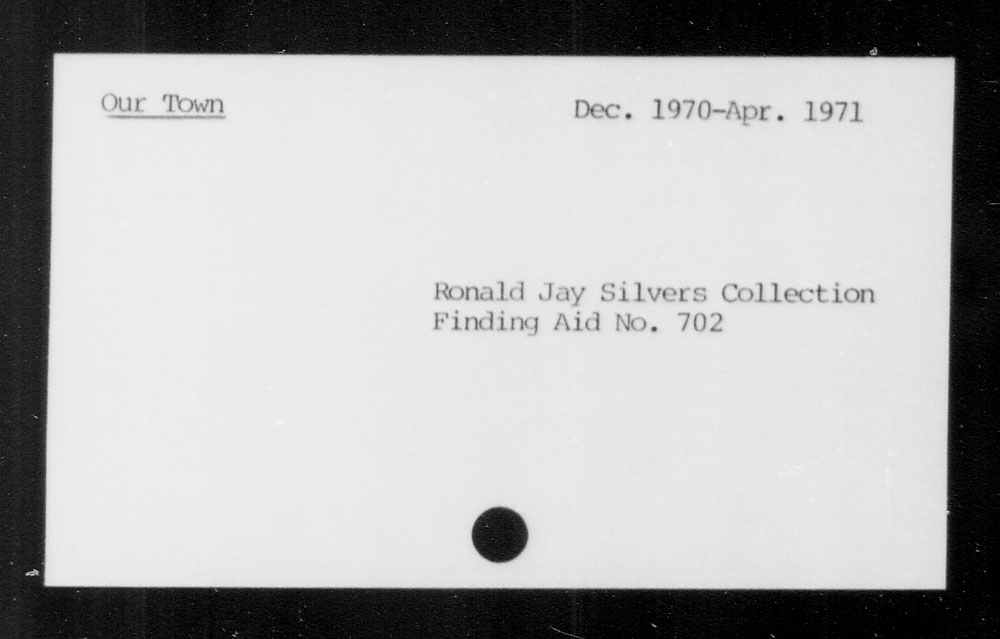 Our Town
Dec. 1970-Apr. 1971
Ronald Jay Silvers Collection
Finding Aid No. 702